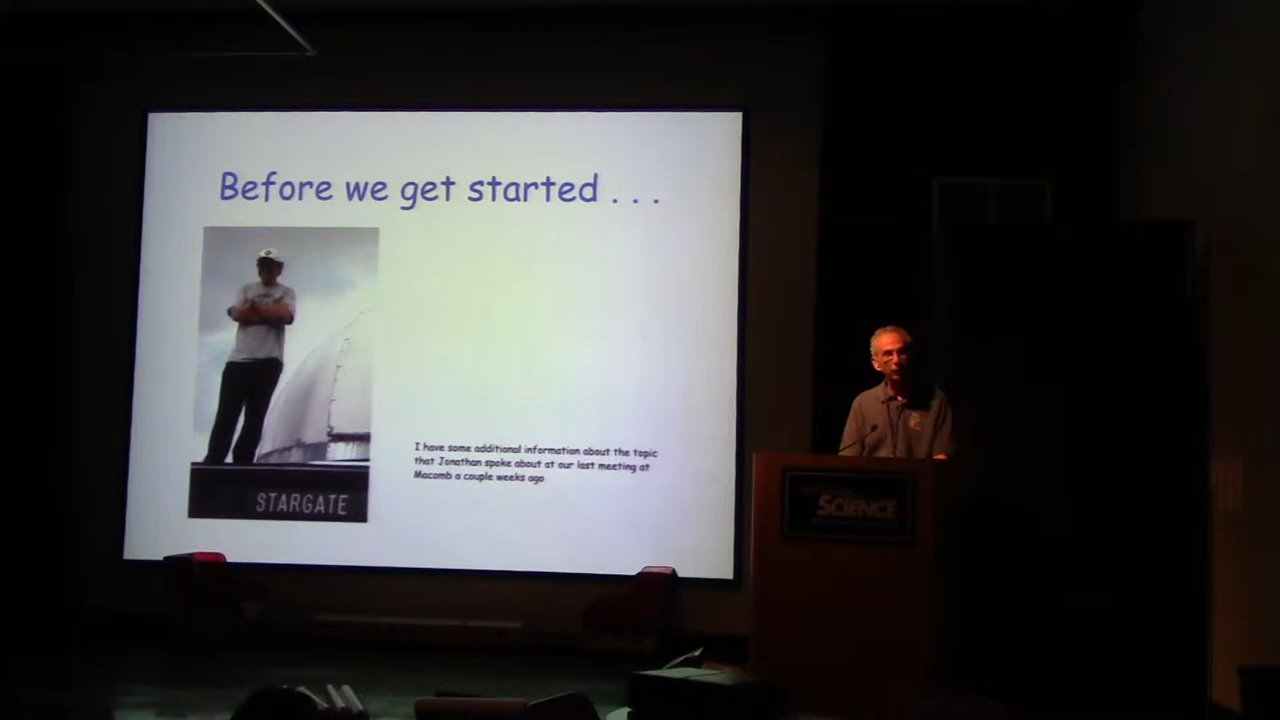 Before we get started . . .
I have some additional information about the topic
that Jonathan spoke about at our last meeting at
Macomb a couple weeks ago
STARGATE
SCIENCE